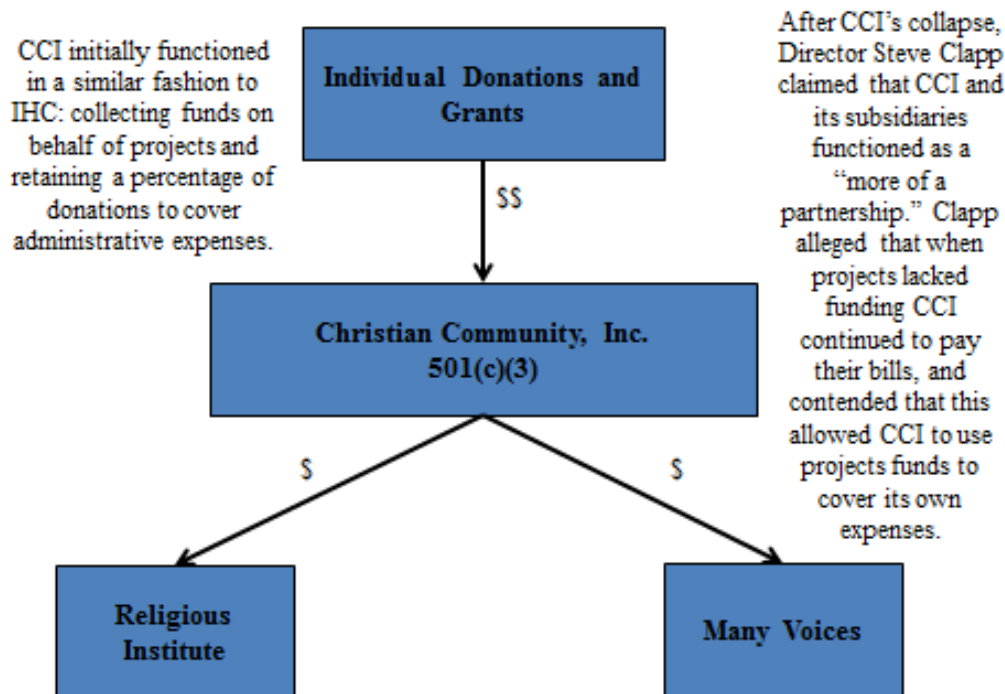 CCI initially functioned
in a similar fashion to
IHC: collecting funds on
behalf of projects and
retaining a percentage of
donations to cover
administrative expenses.
Individual Donations and
Grants
After CCI's collapse,
Director Steve Clapp
claimed that CCI and
its subsidiaries
functioned as a
“more of a
partnership.” Clapp
alleged that when
projects lacked
funding CCI
continued to pay
their bills, and
contended that this
allowed CCI to use
projects funds to
cover its own
expenses.
$$
Christian Community, Inc.
501(c)(3)
$
$
Religious
Institute
Many Voices